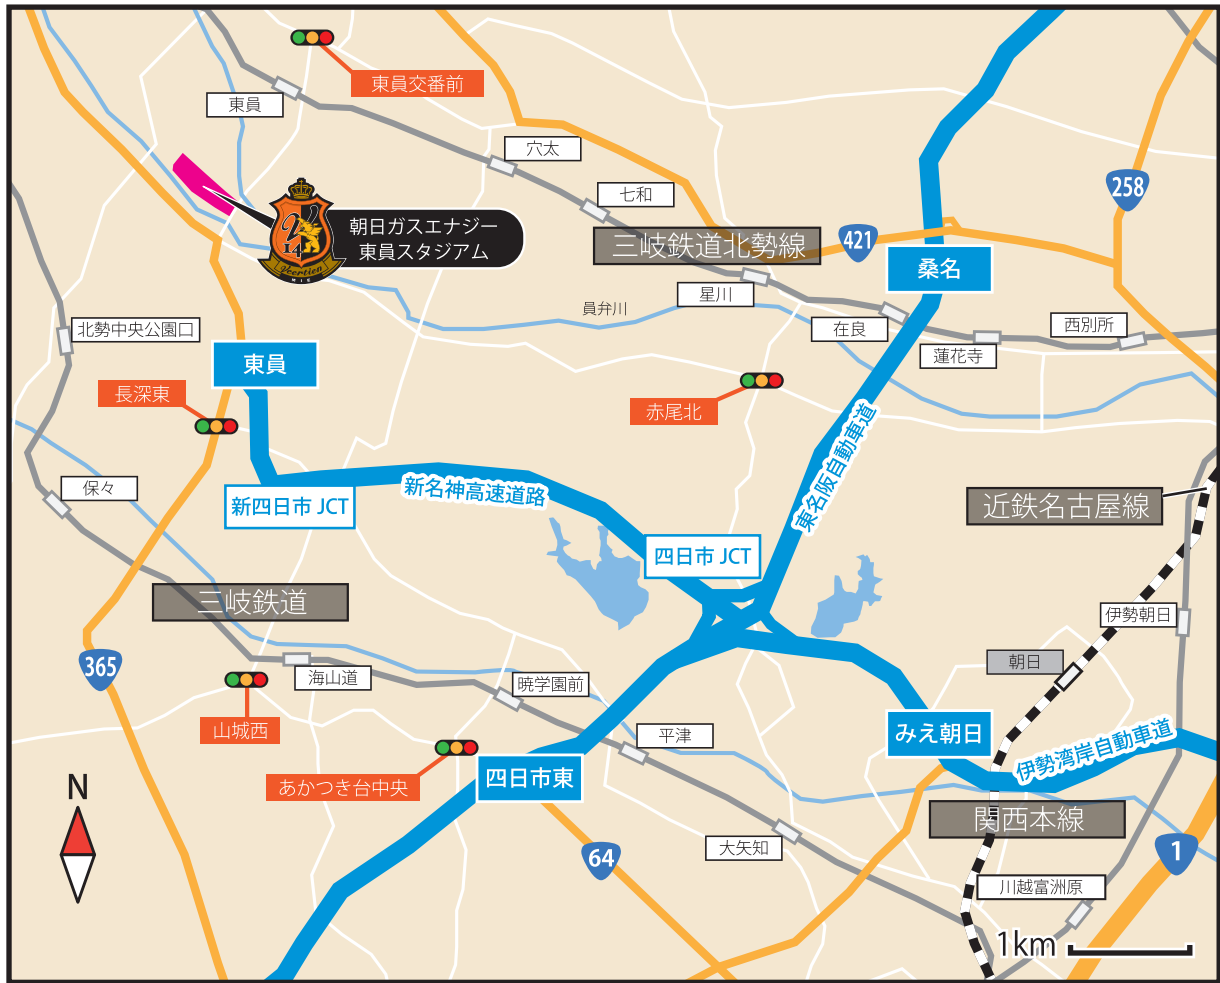 東員交番前
東員
穴太
七和
258
三岐鉄道北勢線
421
朝日ガスエナジー
東員スタジアム
14
Veertien
MIE
桑名
星川
員弁川
在良
西別所
蓮花寺
北勢中央公園口
東員
長深東
赤尾北
東名阪自動車道
保々
新四日市 JCT
新名神高速道路
近鉄名古屋線
四日市 JCT
三岐鉄道
伊勢朝日
朝日
365
海山道
暁学園前
山城西
平津
みえ朝日
伊勢湾岸自動車道
あかつき台中央
四日市東
N
関西本線
大矢知
64
1
川越富洲原
1km